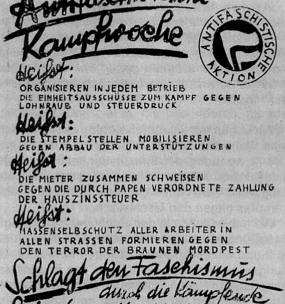 Antifaschistische
Kampfwoche
ANTIFASCHISTISCHE
AKTION
Heißt:
ORGANISIEREN IN JEDEM BETRIEB
DIE EINHEITSAUSSCHÜSSE ZUM KAMPF GEGEN
LOHNRAUB UND STEUERDRUCK
Heißt:
DIE STEMPELSTELLEN MOBILISIEREN
GEGEN ABBAU DER UNTERSTÜTZUNGEN
Heißt:
DIE MIETER ZUSAMMEN SCHWEISSEN
GEGEN DIE DURCH PAPEN VERORDNETE ZAHLUNG
DER HAUSZINSSTEUER
Heißt:
MASSENSELBSCHUTZ ALLER ARBEITER IN
ALLEN STRASSEN FORMIEREN GEGEN
DEN TERROR DER BRAUNEN MORDPEST
Schlagt den Faschismus
durch die kämpfende